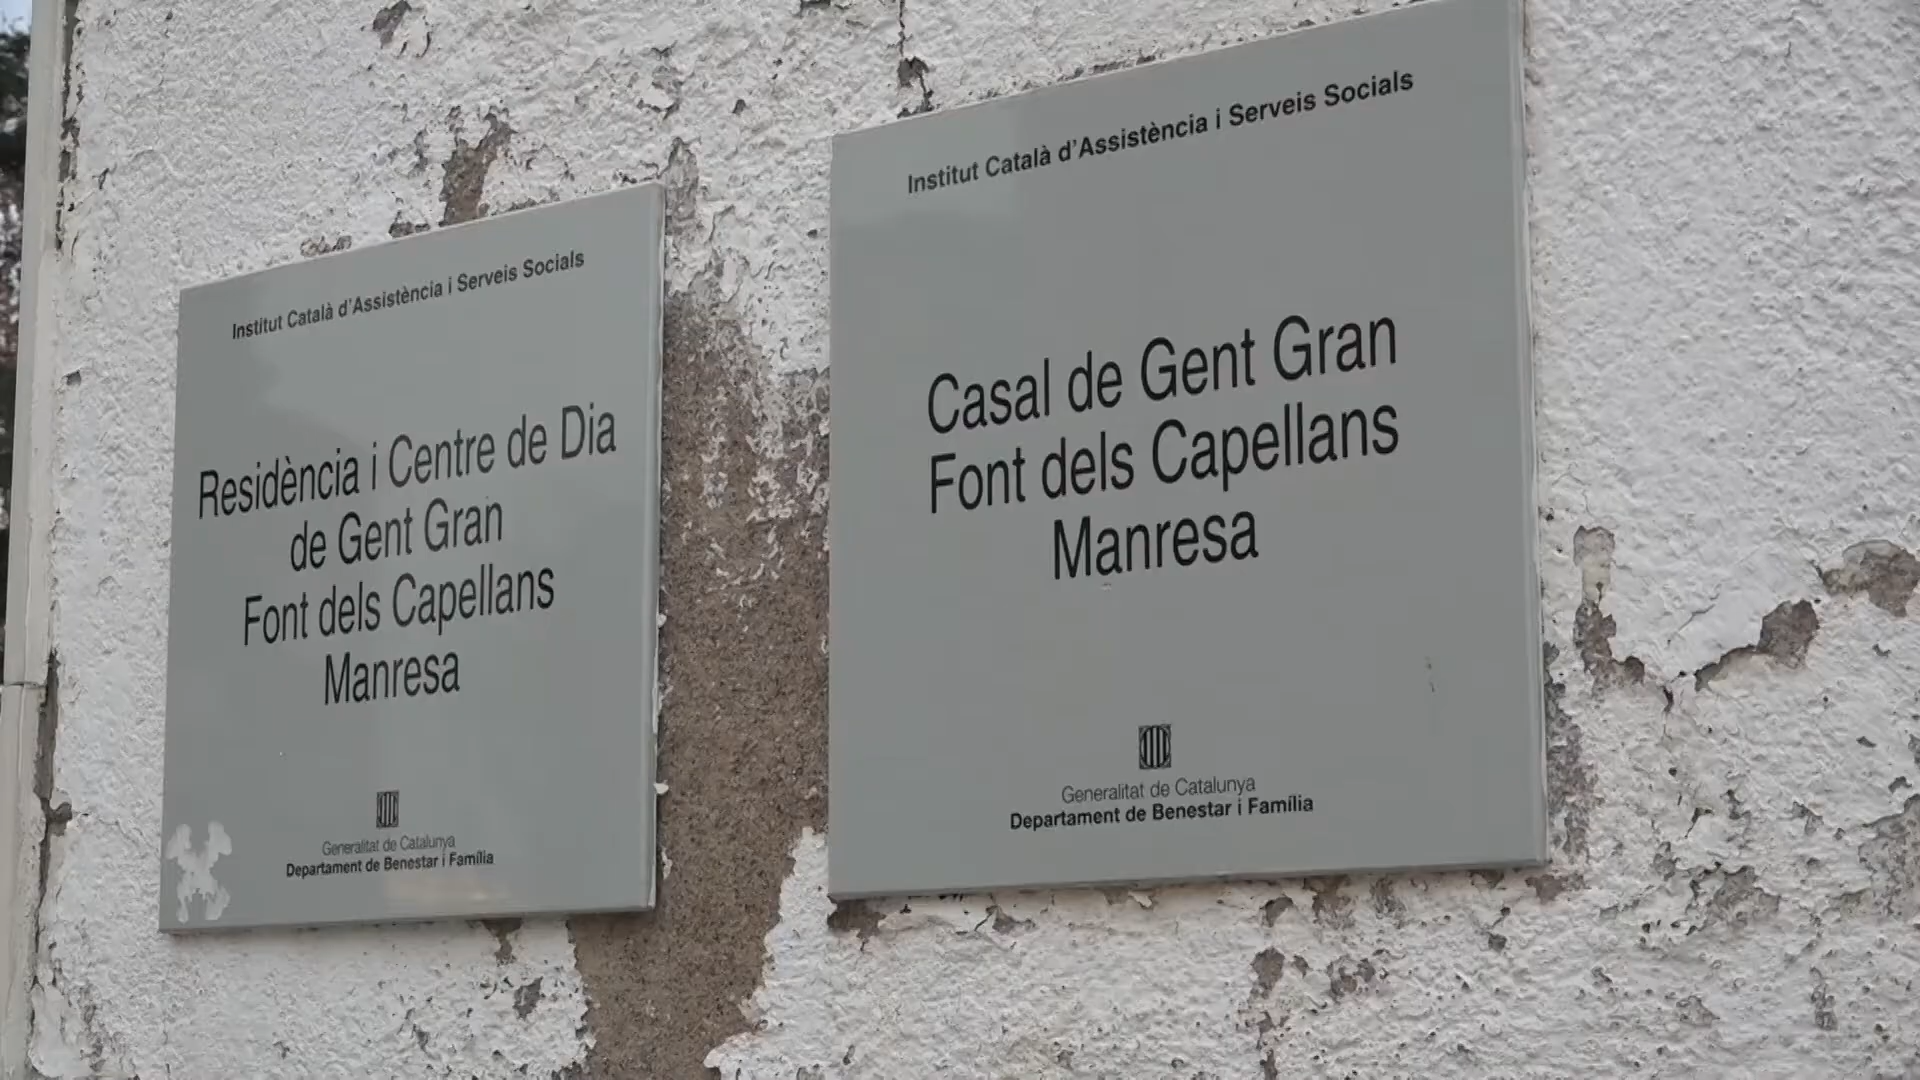 Institut Català d'Assistència i Serveis Socials
Residència i Centre de Dia
de Gent Gran
Font dels Capellans
Manresa
Generalitat de Catalunya
Departament de Benestar i Família
Institut Català d'Assistència i Serveis Socials
Casal de Gent Gran
Font dels Capellans
Manresa
Generalitat de Catalunya
Departament de Benestar i Família